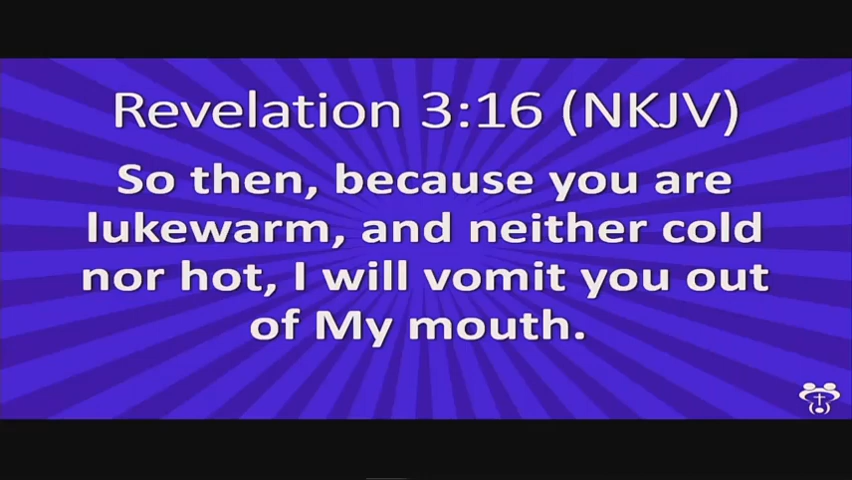 Revelation 3:16 (NKJV)
So then, because you are
lukewarm, and neither cold
nor hot, I will vomit you out
of My mouth.